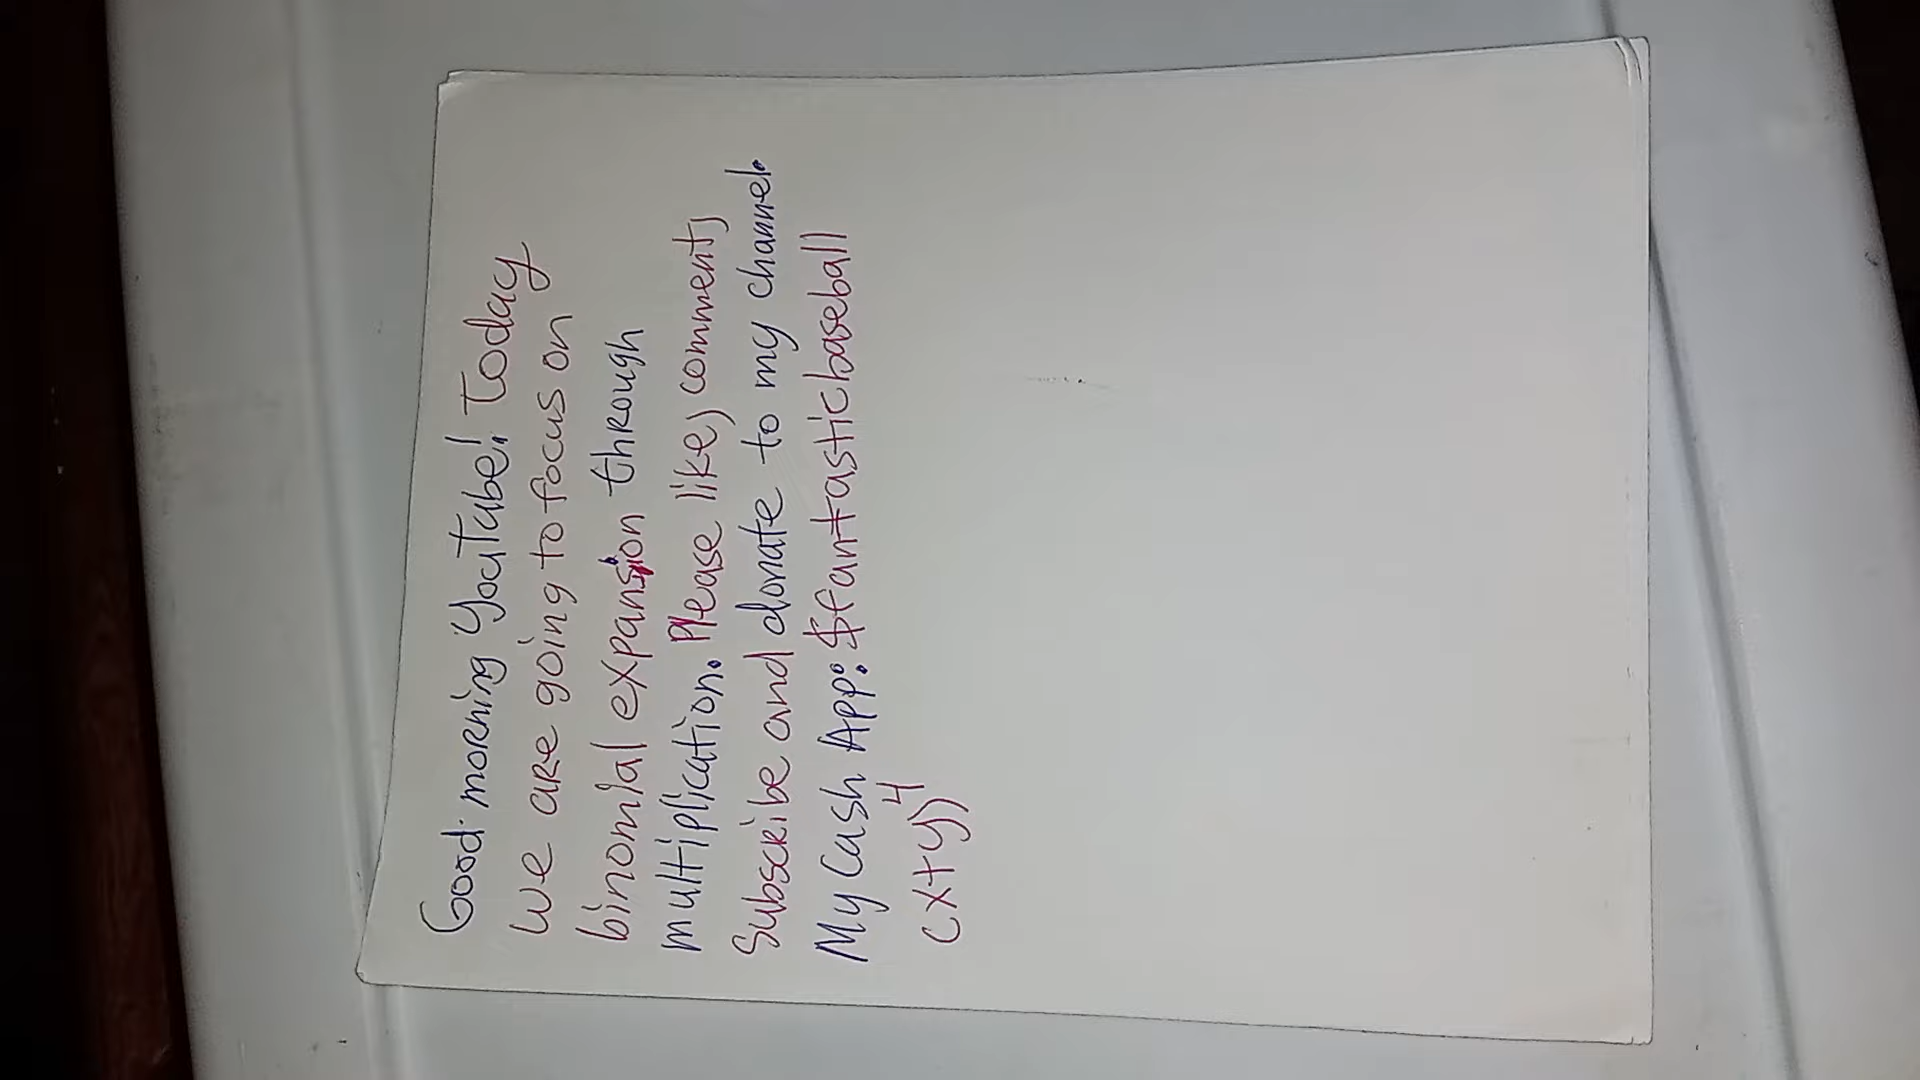 Good morning YouTube! Today
we are going to focus on
binomial expansion through
multiplication. Please like, comment,
Subscribe and donate to my channel.
My Cash App: $fantasticbaseball
(x+y)⁴